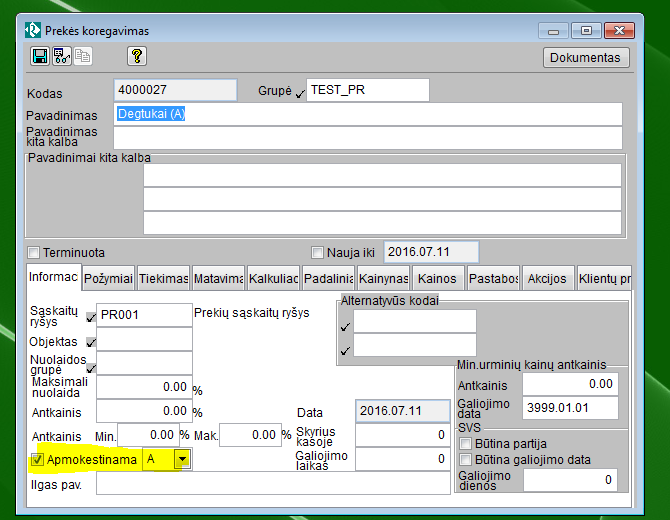 Prekės koregavimas
Dokumentas
Kodas 4000027 Grupė TEST_PR
Pavadinimas Degtukai (A)
Pavadinimas
kita kalba
Pavadinimai kita kalba
Terminuota Nauja iki 2016.07.11
Informac Požymiai Tiekimas Matavima Kalkuliac Padalinia Kainynas Kainos Pastabos Akcijos Klientų pr
Sąskaitų
ryšys PR001 Prekių sąskaitų ryšys
Alternatyvūs kodai
Objektas
Nuolaidos
grupė
Maksimali
nuolaida 0.00 %
Min.urminių kainų antkainis
Antkainis 0.00
Antkainis 0.00 % Data 2016.07.11
Galiojimo
data 3999.01.01
Antkainis Min. 0.00 % Mak. 0.00 % Skyrius
kasoje 0
SVS
Būtina partija
Apmokestinama A Galiojimo
laikas 0
Būtina galiojimo data
Galiojimo
dienos 0
Ilgas pav.